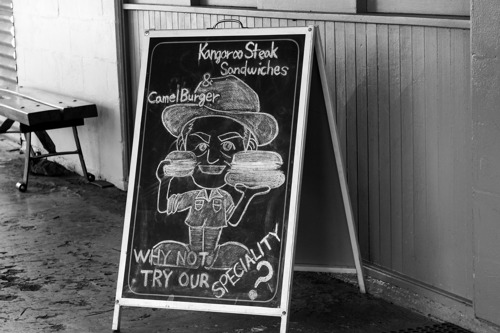 Kangaroo Steak
Sandwiches
&
Camel Burger
WHY NOT
TRY OUR
SPECIALITY
?